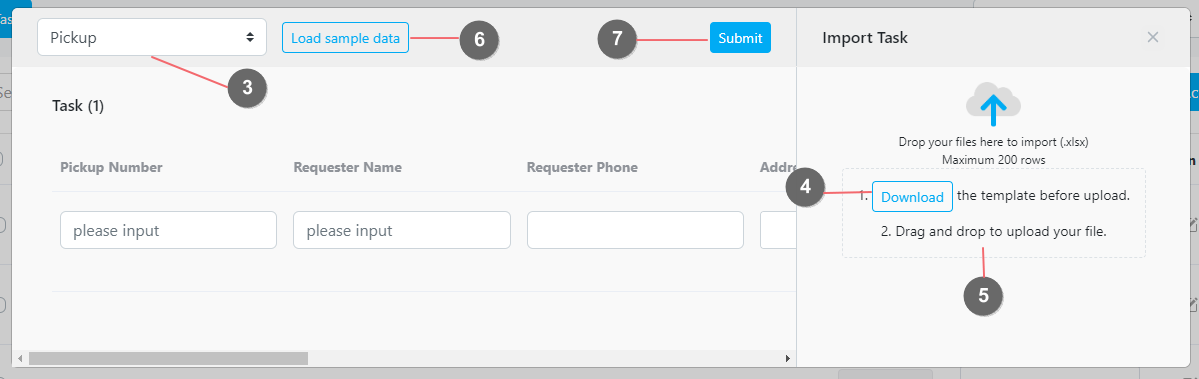 Pickup
Load sample data
Submit
Import Task
6
7
3
Task (1)
Drop your files here to import (.xlsx)
Maximum 200 rows
Pickup Number
Requester Name
Requester Phone
4
1. Download the template before upload.
please input
please input
2. Drag and drop to upload your file.
5